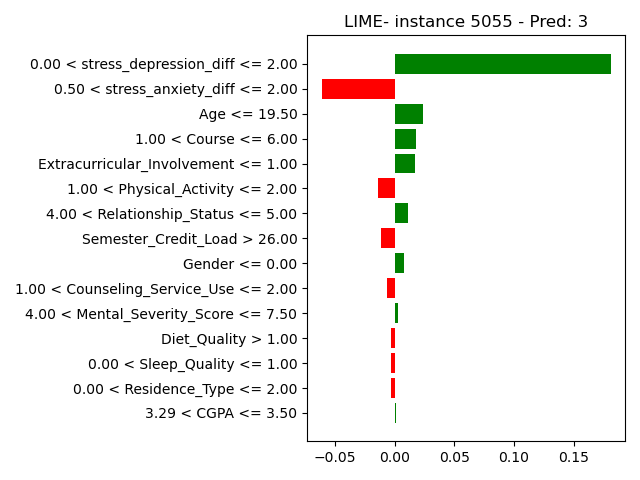 LIME- instance 5055 - Pred: 3
0.00 < stress_depression_diff <= 2.00
0.50 < stress_anxiety_diff <= 2.00
Age <= 19.50
1.00 < Course <= 6.00
Extracurricular_Involvement <= 1.00
1.00 < Physical_Activity <= 2.00
4.00 < Relationship_Status <= 5.00
Semester_Credit_Load > 26.00
Gender <= 0.00
1.00 < Counseling_Service_Use <= 2.00
4.00 < Mental_Severity_Score <= 7.50
Diet_Quality > 1.00
0.00 < Sleep_Quality <= 1.00
0.00 < Residence_Type <= 2.00
3.29 < CGPA <= 3.50
−0.05 0.00 0.05 0.10 0.15